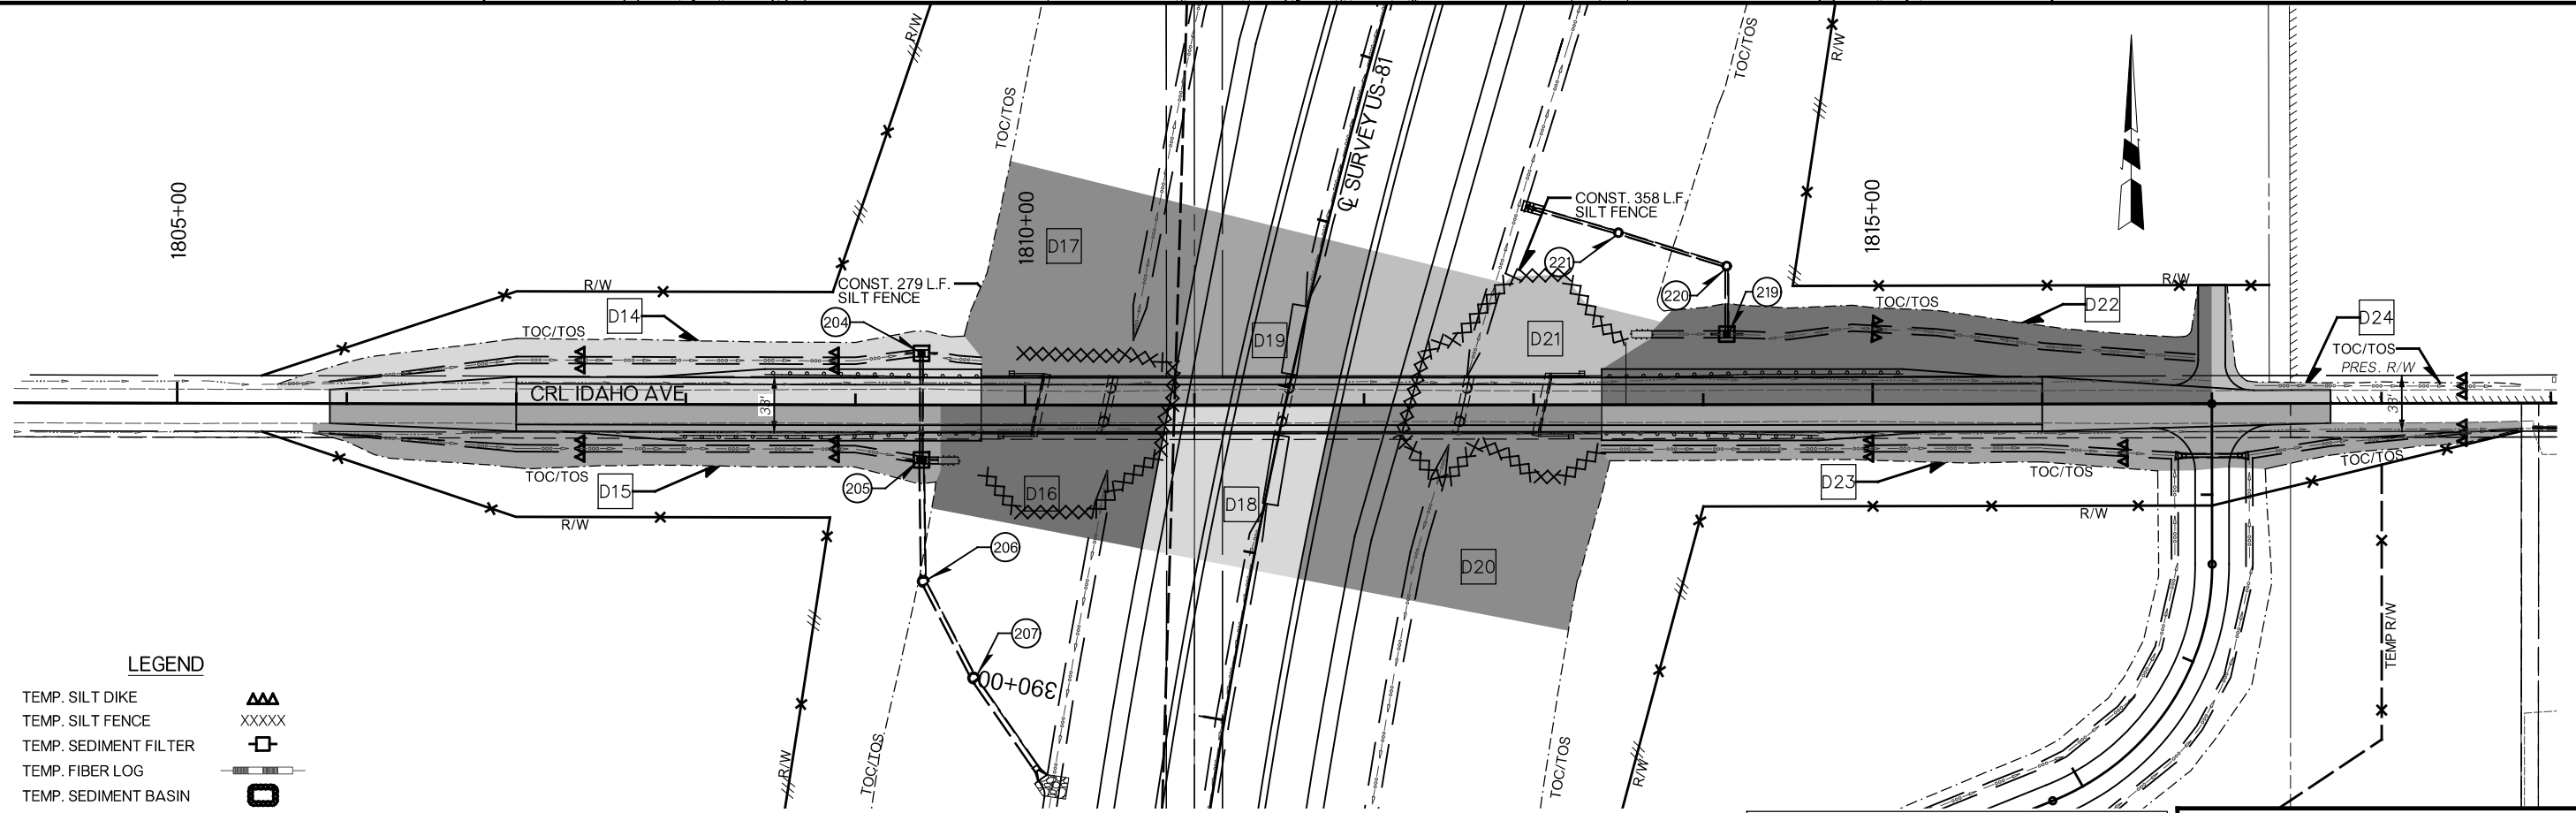 R/W
TOC/TOS
TOC/TOS
R/W
1805+00
1810+00
D17
℄ SURVEY US-81
CONST. 358 L.F.
SILT FENCE
1815+00
221
220
219
R/W
R/W
TOC/TOS
D22
D14
TOC/TOS
CONST. 279 L.F.
SILT FENCE
204
D19
D21
D24
TOC/TOS
PRES. R/W
CRL IDAHO AVE
33'
33'
TOC/TOS
D15
R/W
205
D16
D18
D20
D23
TOC/TOS
TOC/TOS
R/W
206
207
390+00
TEMP R/W
R/W
TOC/TOS
TOC/TOS
R/W
LEGEND
TEMP. SILT DIKE
TEMP. SILT FENCE XXXXX
TEMP. SEDIMENT FILTER
TEMP. FIBER LOG
TEMP. SEDIMENT BASIN